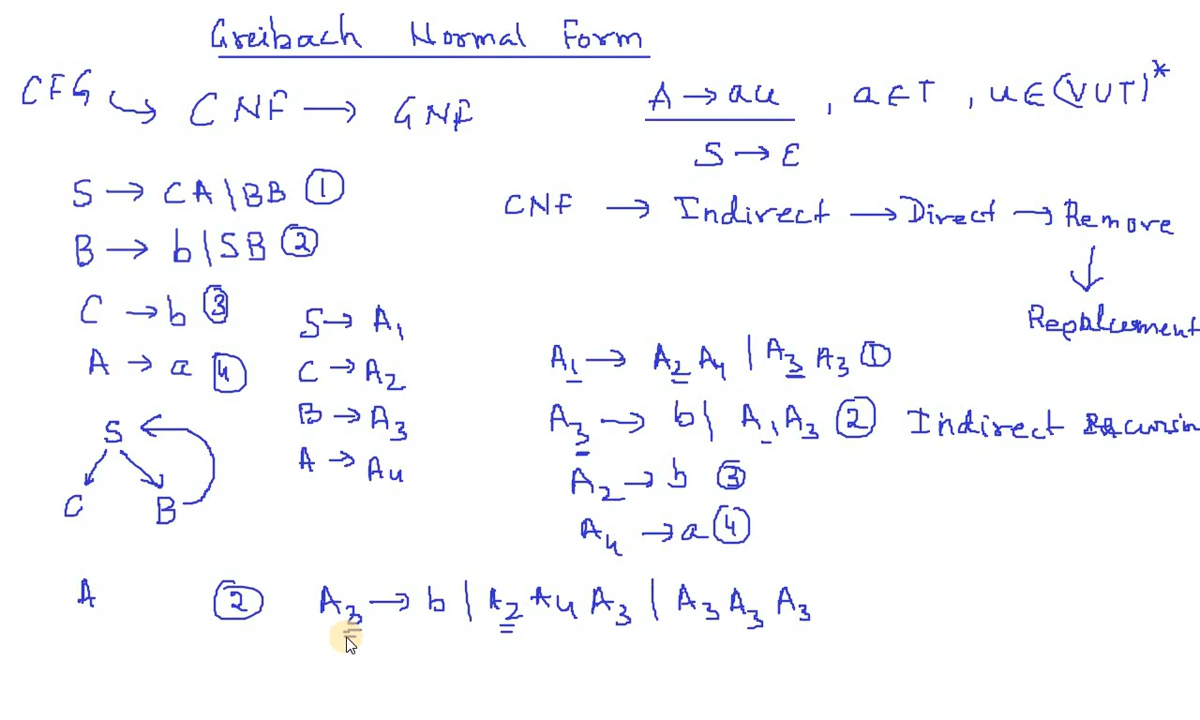 Greibach Normal Form
CFG ↪ CNF → GNF
A → au , a ∈ T , u ∈ (VUT)*
S → ε
S → CA | BB ①
CNF → Indirect → Direct → Remove
↓
Replacement
B → b | SB ②
C → b ③
A → a ④
S → A₁
C → A₂
B → A₃
A → A₄
A₁ → A₂ A₄ | A₃ A₃ ①
A₃ → b | A₁ A₃ ② Indirect
A₂ → b ③
A₄ → a ④
S
C B
A
② A₃ → b | A₂ A₄ A₃ | A₃ A₃ A₃